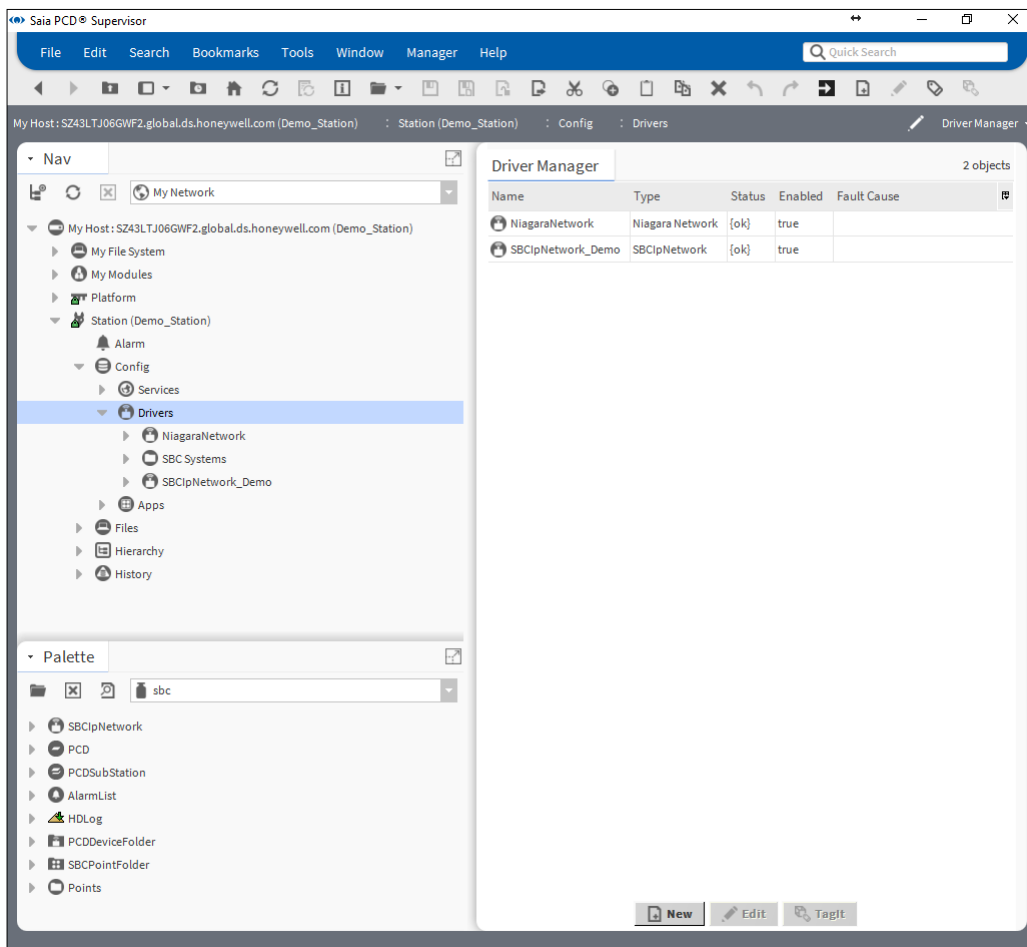 Saia PCD® Supervisor
File Edit Search Bookmarks Tools Window Manager Help Quick Search
My Host : SZ43LTJ06GWF2.global.ds.honeywell.com (Demo_Station) : Station (Demo_Station) : Config : Drivers Driver Manager
Nav
My Network
My Host : SZ43LTJ06GWF2.global.ds.honeywell.com (Demo_Station)
My File System
My Modules
Platform
Station (Demo_Station)
Alarm
Config
Services
Drivers
NiagaraNetwork
SBC Systems
SBCIpNetwork_Demo
Apps
Files
Hierarchy
History
Palette
sbc
SBCIpNetwork
PCD
PCDSubStation
AlarmList
HDLog
PCDDeviceFolder
SBCPointFolder
Points
Driver Manager 2 objects
Name Type Status Enabled Fault Cause
NiagaraNetwork Niagara Network {ok} true
SBCIpNetwork_Demo SBCIpNetwork {ok} true
New Edit TagIt